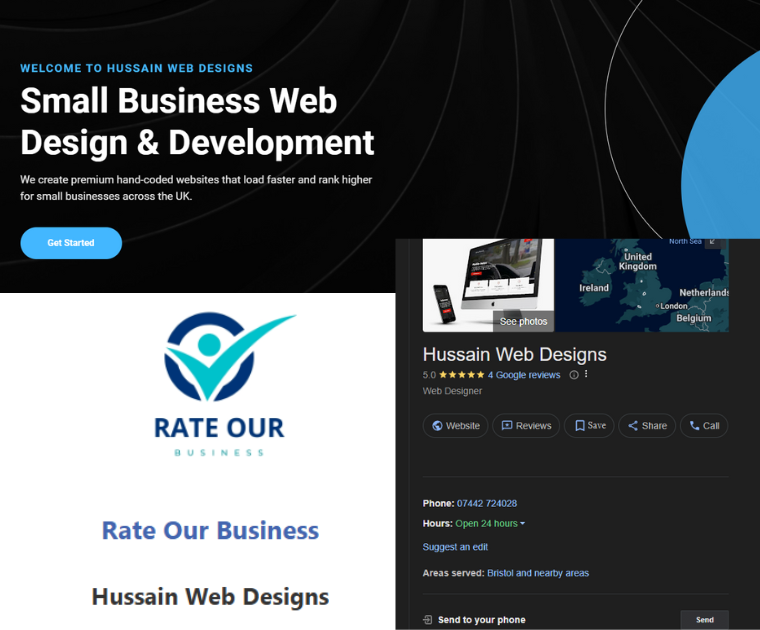 WELCOME TO HUSSAIN WEB DESIGNS
Small Business Web
Design & Development
We create premium hand-coded websites that load faster and rank higher
for small businesses across the UK.
Get Started
RATE OUR
BUSINESS
Rate Our Business
Hussain Web Designs
North Sea
United
Kingdom
Ireland
Netherlands
London
Belgium
See photos
Hussain Web Designs
5.0 ★★★★★ 4 Google reviews
Web Designer
Website Reviews Save Share Call
Phone: 07442 724028
Hours: Open 24 hours
Suggest an edit
Areas served: Bristol and nearby areas
Send to your phone Send